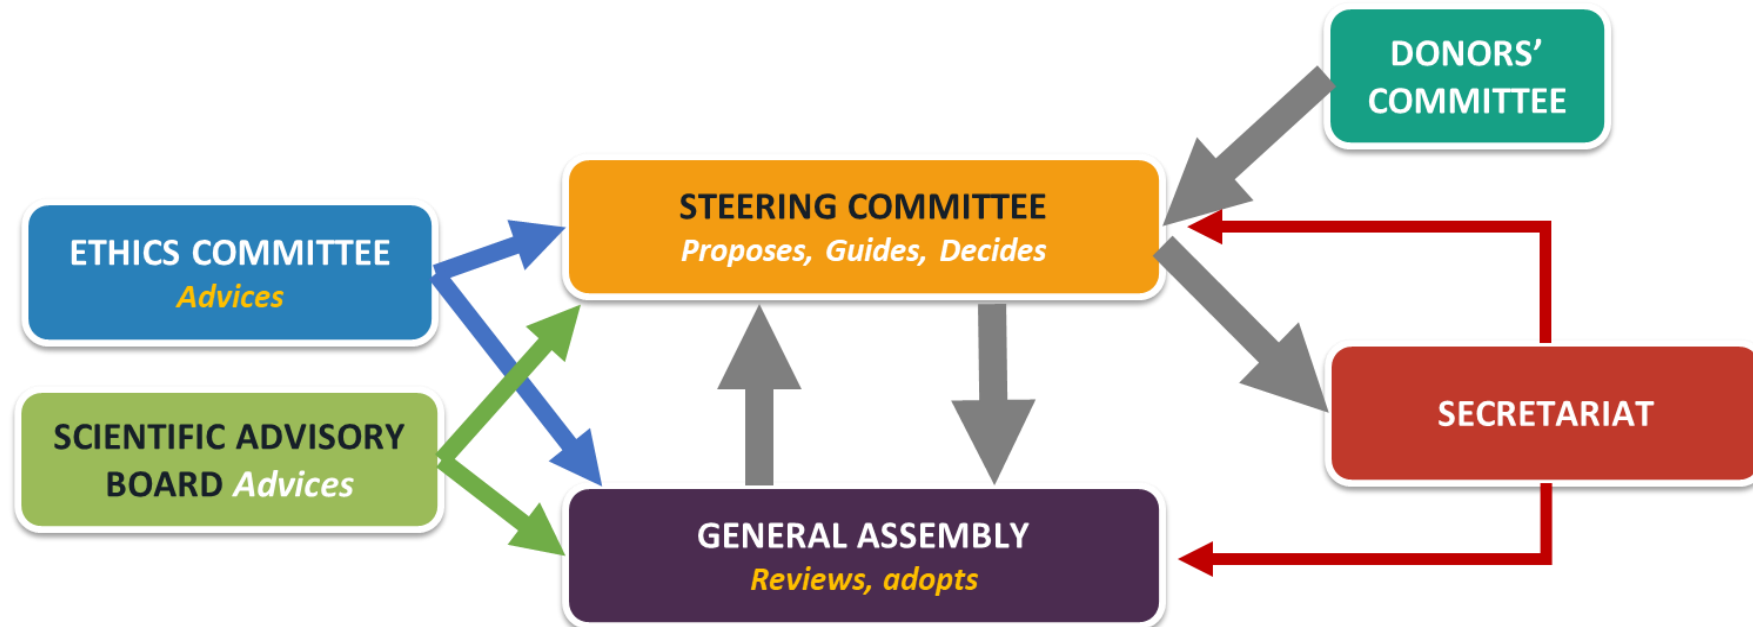 DONORS’
COMMITTEE
STEERING COMMITTEE
Proposes, Guides, Decides
ETHICS COMMITTEE
Advices
SCIENTIFIC ADVISORY
BOARD Advices
SECRETARIAT
GENERAL ASSEMBLY
Reviews, adopts